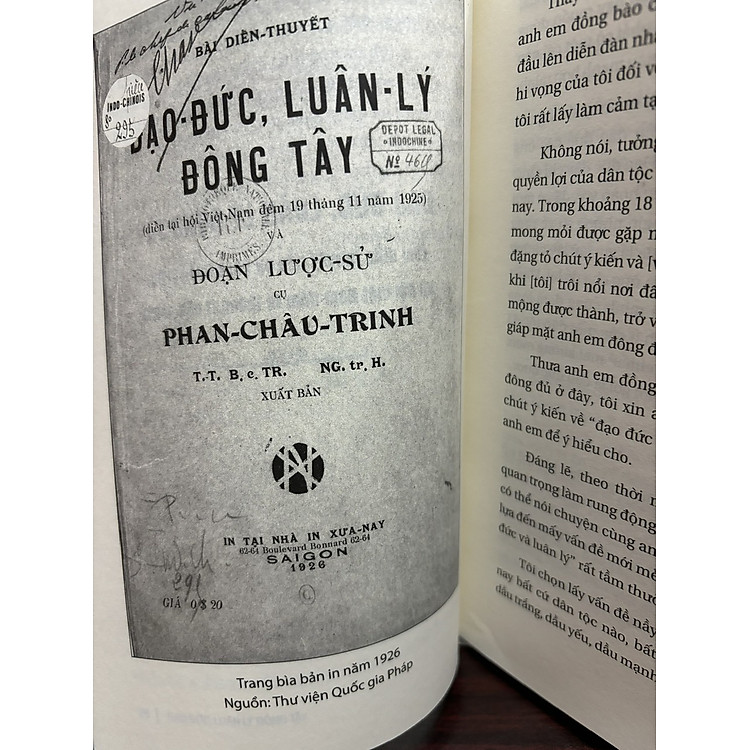 BÀI DIỄN-THUYẾT
INDO-CHINOIS
295
ĐẠO-ĐỨC, LUÂN-LÝ
ĐÔNG TÂY
DEPOT LEGAL
INDOCHINE
Nº 464
(diễn tại hội Việt-Nam đêm 19 tháng 11 năm 1925)
IMPRIMÉS
VÀ
ĐOẠN LƯỢC-SỬ
CỤ
PHAN-CHÂU-TRINH
T.T. B. c. TR. NG. tr. H.
XUẤT BẢN
IN TẠI NHÀ IN XƯA-NAY
62-64 Boulevard Bonnard 62-64
SAIGON
1926
291
GIÁ 0$20
Trang bìa bản in năm 1926
Nguồn: Thư viện Quốc gia Pháp
anh em đồng bào
đầu lên diễn đàn
hi vọng của tôi đối
tôi rất lấy làm cảm tạ
Không nói, tưởng
quyền lợi của dân tộc
nay. Trong khoảng 18
mong mỏi được gặp
đặng tỏ chút ý kiến và
khi [tôi] trôi nổi nơi
mộng được thành, trở
giáp mặt anh em đông
Thưa anh em đồng
đông đủ ở đây, tôi xin
chút ý kiến về “đạo đức
anh em để ý hiểu cho.
Đáng lẽ, theo thời
quan trọng làm rung động
có thể nói chuyện cùng
lựa đến mấy vấn đề mới
đức và luân lý” rất tầm
Tôi chọn lấy vấn đề này
nay bất cứ dân tộc nào, bất
dầu trắng, dầu yếu, dầu mạnh